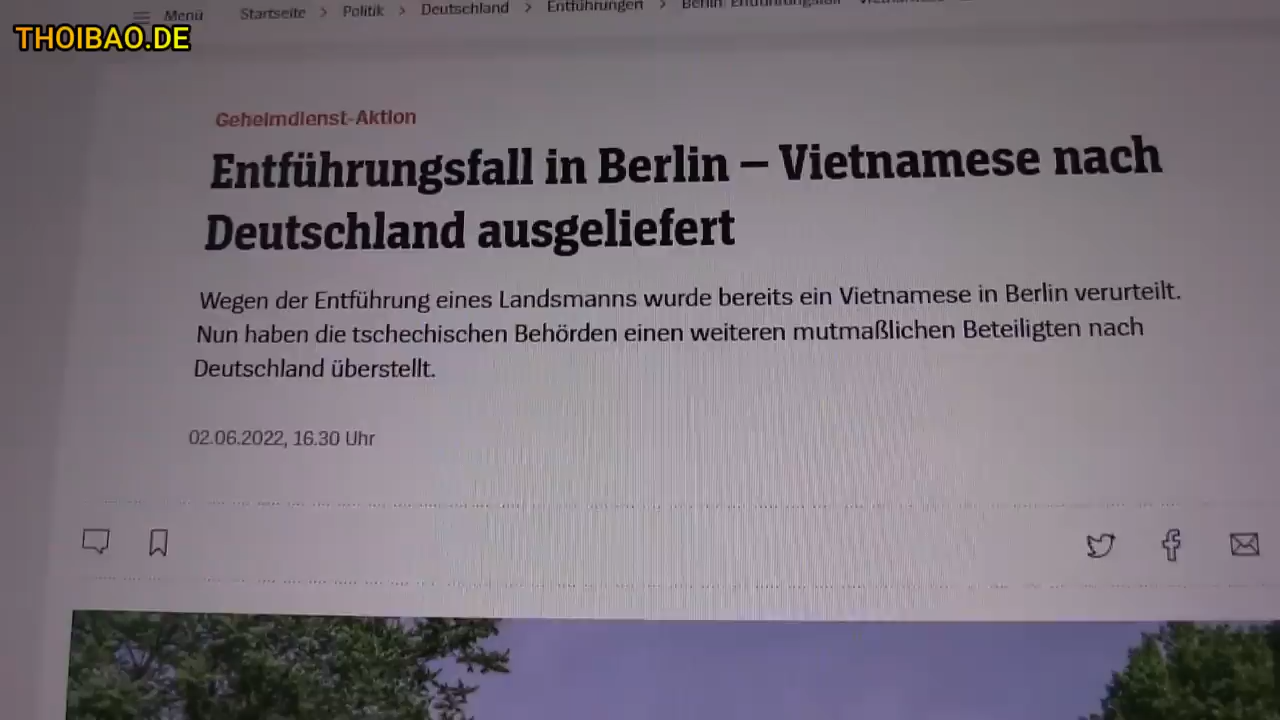 Menü Startseite > Politik > Deutschland > Entführungen > Berlin: Entführungsfall
THOIBAO.DE
Geheimdienst-Aktion
Entführungsfall in Berlin – Vietnamese nach
Deutschland ausgeliefert
Wegen der Entführung eines Landsmanns wurde bereits ein Vietnamese in Berlin verurteilt.
Nun haben die tschechischen Behörden einen weiteren mutmaßlichen Beteiligten nach
Deutschland überstellt.
02.06.2022, 16.30 Uhr